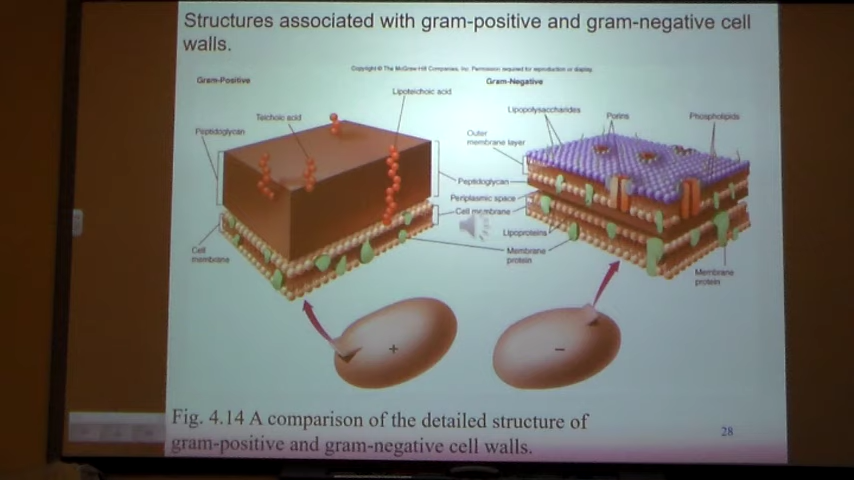 Structures associated with gram-positive and gram-negative cell
walls.
Copyright © The McGraw-Hill Companies, Inc. Permission required for reproduction or display.
Gram-Positive
Gram-Negative
Lipoteichoic acid
Teichoic acid
Peptidoglycan
Lipopolysaccharides
Porins
Phospholipids
Outer
membrane layer
Peptidoglycan
Periplasmic space
Cell membrane
Lipoproteins
Membrane
protein
Cell
membrane
Membrane
protein
+
−
Fig. 4.14 A comparison of the detailed structure of
gram-positive and gram-negative cell walls.
28